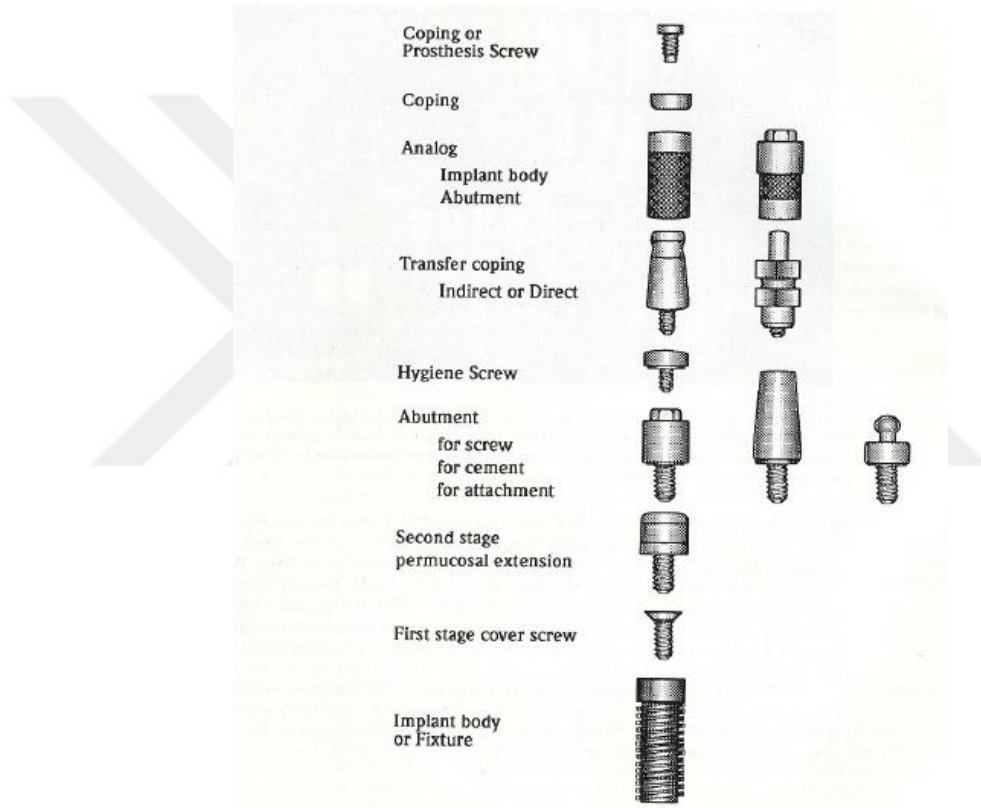 Coping or
Prosthesis Screw
Coping
Analog
Implant body
Abutment
Transfer coping
Indirect or Direct
Hygiene Screw
Abutment
for screw
for cement
for attachment
Second stage
permucosal extension
First stage cover screw
Implant body
or Fixture